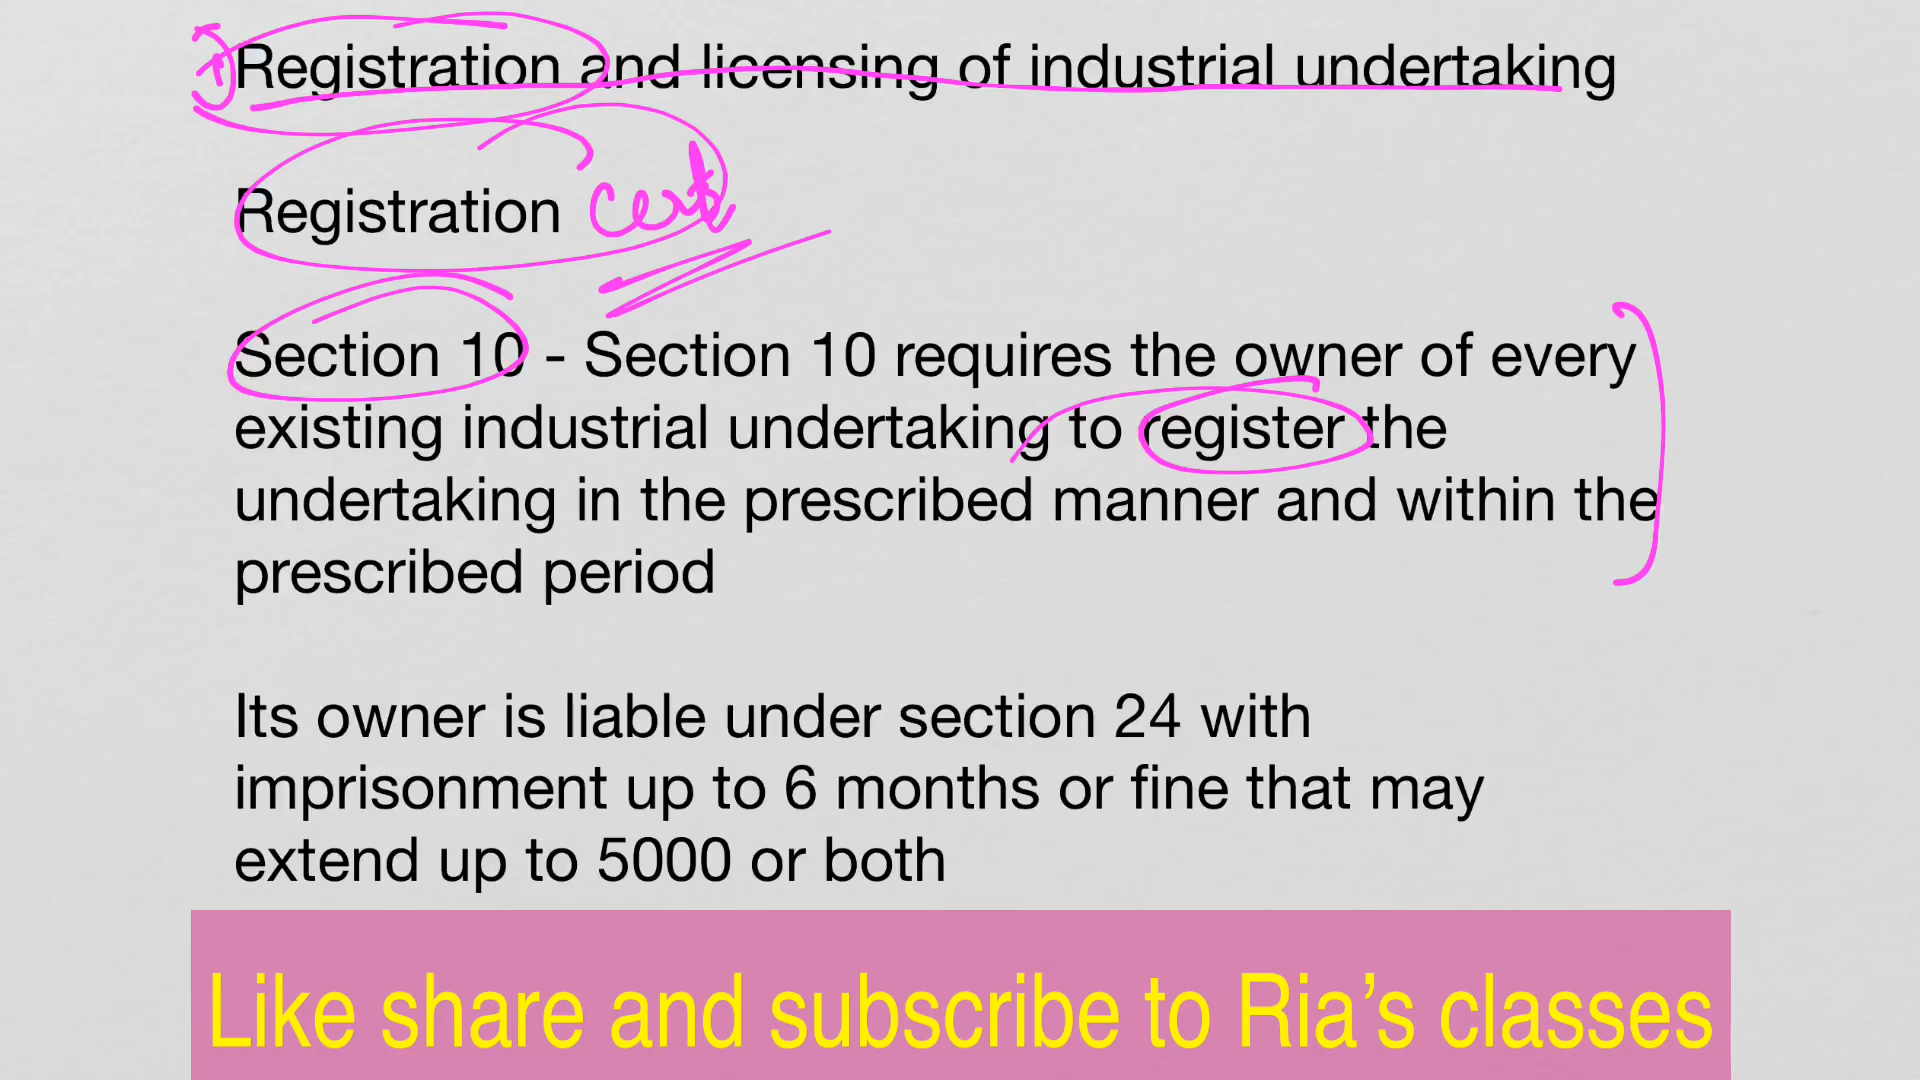 Registration and licensing of industrial undertaking
Registration cert
Section 10 - Section 10 requires the owner of every
existing industrial undertaking to register the
undertaking in the prescribed manner and within the
prescribed period
Its owner is liable under section 24 with
imprisonment up to 6 months or fine that may
extend up to 5000 or both
Like share and subscribe to Ria’s classes